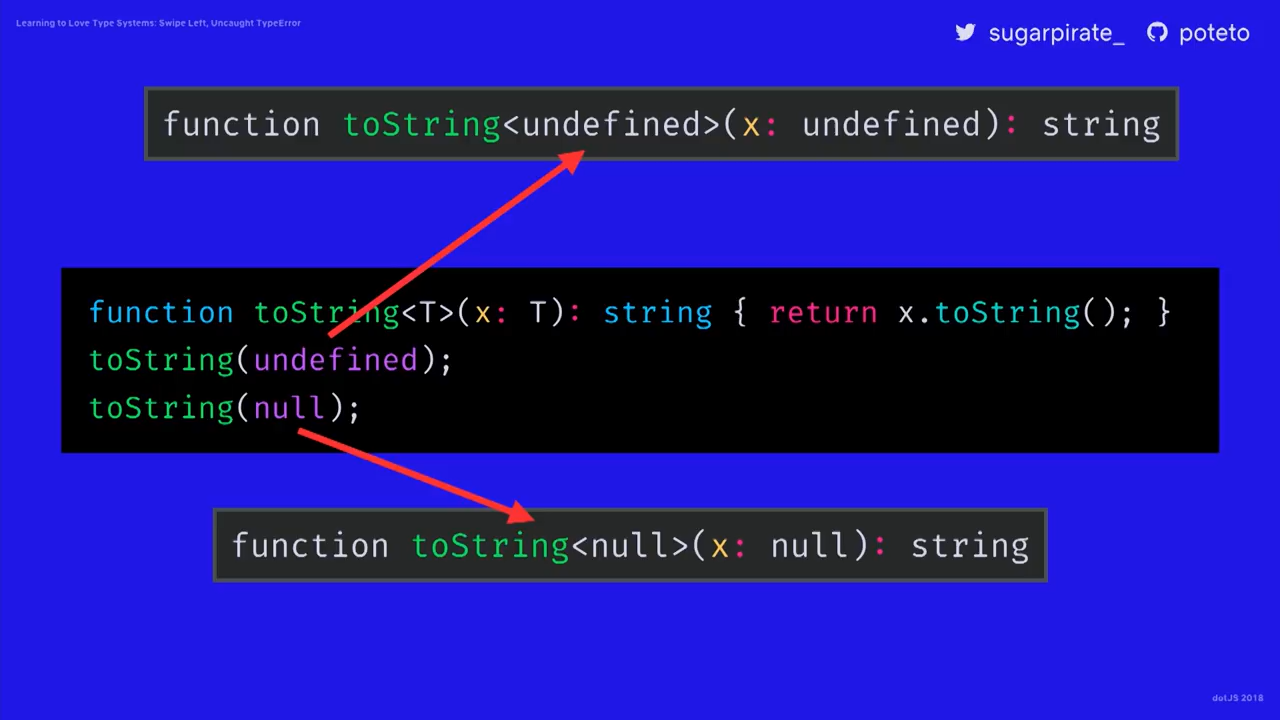 Learning to Love Type Systems: Swipe Left, Uncaught TypeError
sugarpirate_ poteto
function toString<undefined>(x: undefined): string
function toString<T>(x: T): string { return x.toString(); }
toString(undefined);
toString(null);
function toString<null>(x: null): string
dotJS 2018